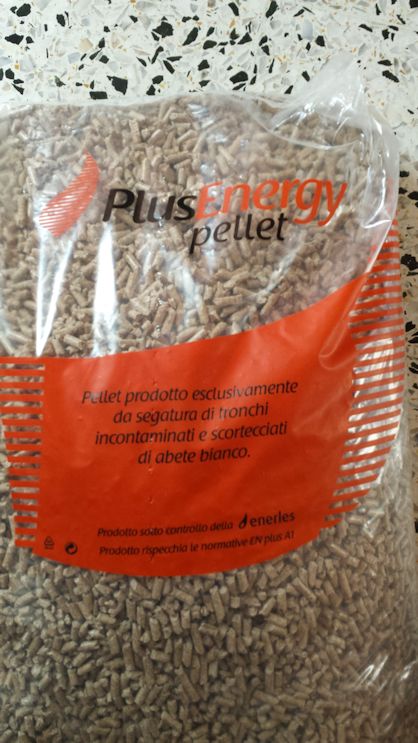 PlusEnergy
pellet
Pellet prodotto esclusivamente
da segatura di tronchi
incontaminati e scortecciati
di abete bianco.
Prodotto sotto controllo della enerles
Prodotto rispecchia le normative EN plus A1